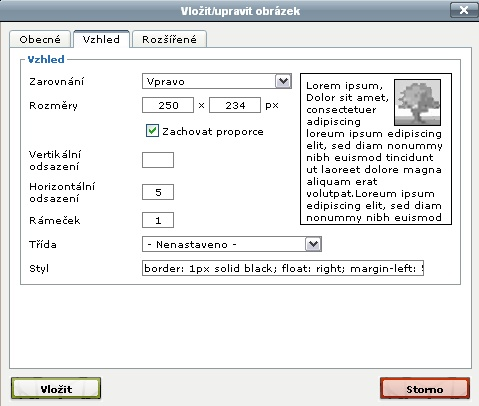 Vložit/upravit obrázek
Obecné Vzhled Rozšířené
Vzhled
Zarovnání Vpravo
Rozměry 250 x 234 px
Zachovat proporce
Vertikální
odsazení
Horizontální
odsazení 5
Rámeček 1
Třída - Nenastaveno -
Styl border: 1px solid black; float: right; margin-left:
Lorem ipsum,
Dolor sit amet,
consectetuer
adipiscing
loreum ipsum edipiscing
elit, sed diam nonummy
nibh euismod tincidunt
ut laoreet dolore magna
aliquam erat
volutpat.Loreum ipsum
edipiscing elit, sed diam
nonummy nibh euismod
Vložit Storno